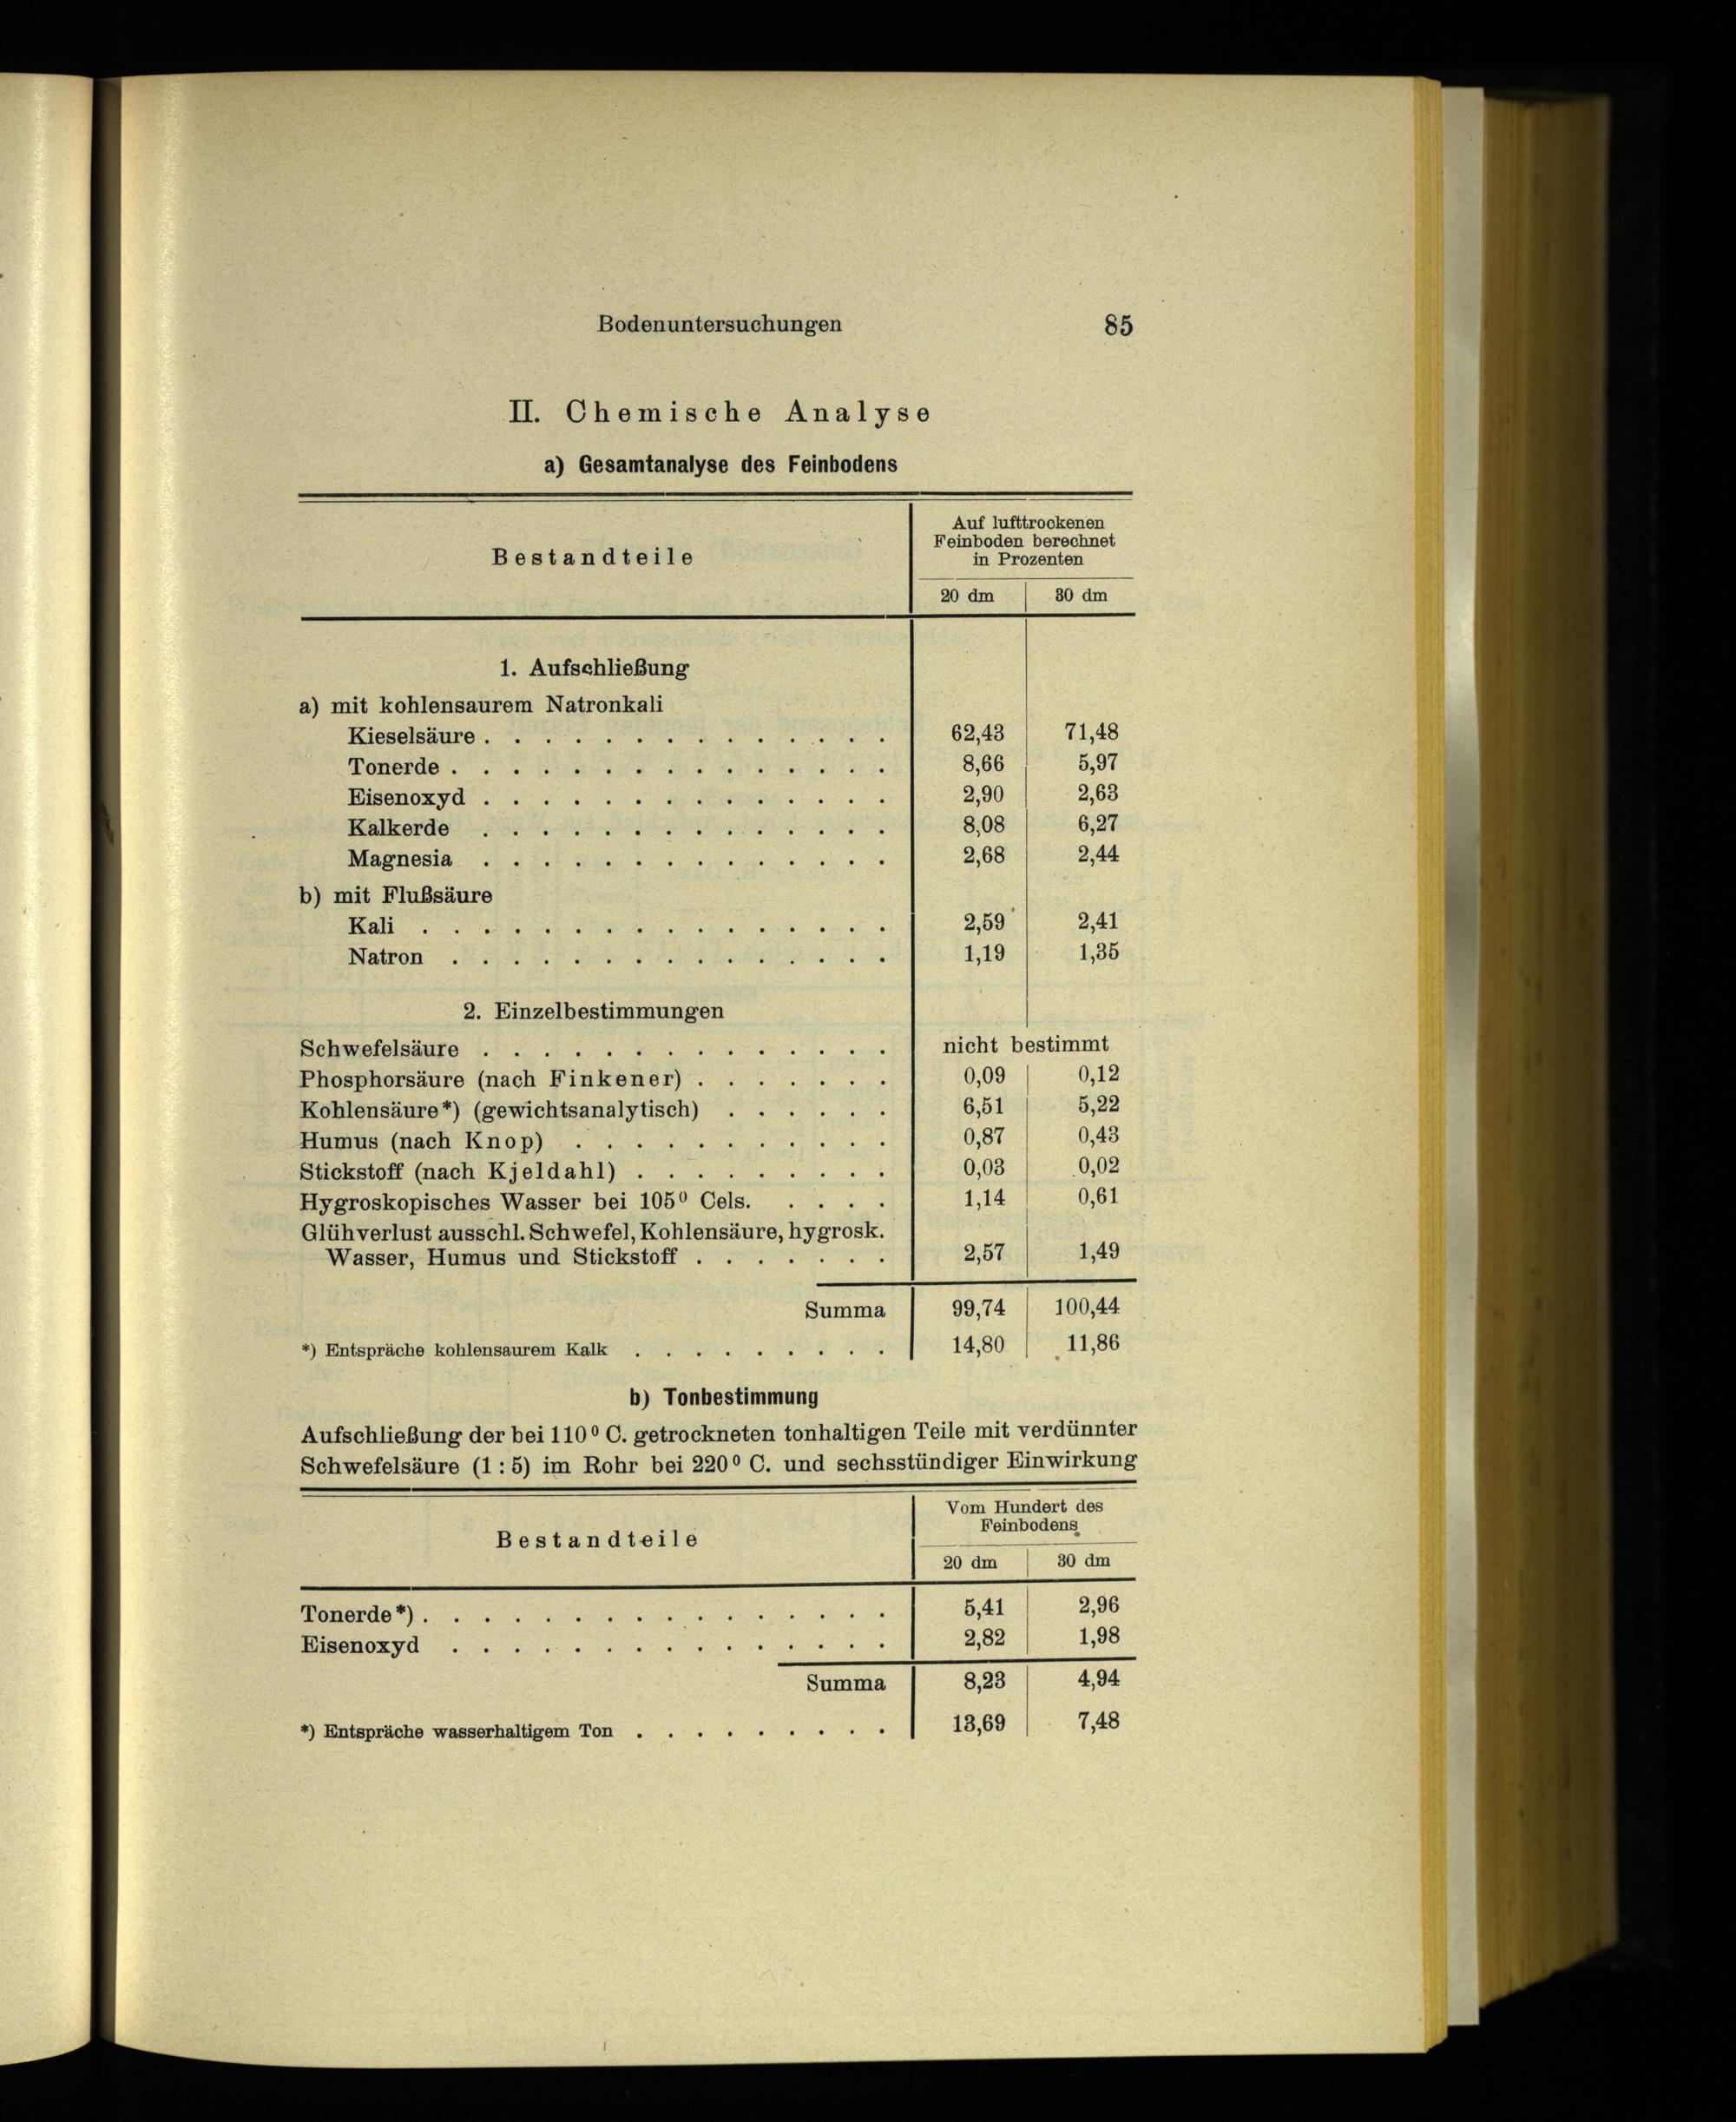 Bodenuntersuchungen 85
II. Chemische Analyse
a) Gesamtanalyse des Feinbodens
Bestandteile
Auf lufttrockenen
Feinboden berechnet
in Prozenten
20 dm 30 dm
1. Aufschließung
a) mit kohlensaurem Natronkali
Kieselsäure . . . . . . . . . . . . . . 62,43 71,48
Tonerde . . . . . . . . . . . . . . . 8,66 5,97
Eisenoxyd . . . . . . . . . . . . . . 2,90 2,63
Kalkerde . . . . . . . . . . . . . . 8,08 6,27
Magnesia . . . . . . . . . . . . . . 2,68 2,44
b) mit Flußsäure
Kali . . . . . . . . . . . . . . . . 2,59 2,41
Natron . . . . . . . . . . . . . . . 1,19 1,35
2. Einzelbestimmungen
Schwefelsäure . . . . . . . . . . . . . . nicht bestimmt
Phosphorsäure (nach Finkener) . . . . . . . 0,09 0,12
Kohlensäure*) (gewichtsanalytisch) . . . . . . 6,51 5,22
Humus (nach Knop) . . . . . . . . . . . 0,87 0,43
Stickstoff (nach Kjeldahl) . . . . . . . . . 0,03 0,02
Hygroskopisches Wasser bei 105⁰ Cels. . . . . 1,14 0,61
Glühverlust ausschl. Schwefel, Kohlensäure, hygrosk.
Wasser, Humus und Stickstoff . . . . . . . 2,57 1,49
Summa 99,74 100,44
*) Entspräche kohlensaurem Kalk . . . . . . . . . 14,80 11,86
b) Tonbestimmung
Aufschließung der bei 110⁰ C. getrockneten tonhaltigen Teile mit verdünnter
Schwefelsäure (1 : 5) im Rohr bei 220⁰ C. und sechsstündiger Einwirkung
Bestandteile
Vom Hundert des
Feinbodens
20 dm 30 dm
Tonerde*) . . . . . . . . . . . . . . . . 5,41 2,96
Eisenoxyd . . . . . . . . . . . . . . . 2,82 1,98
Summa 8,23 4,94
*) Entspräche wasserhaltigem Ton . . . . . . . . . 13,69 7,48